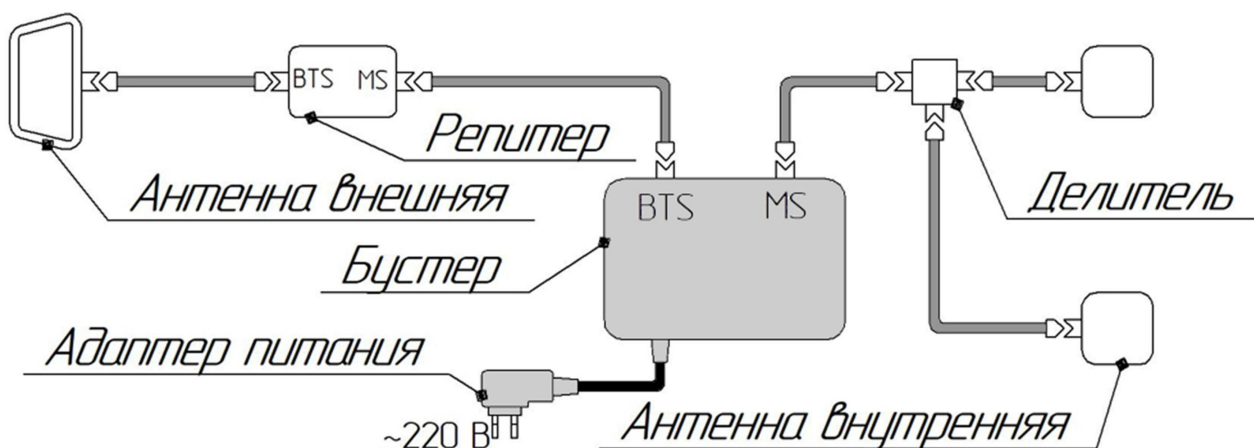 BTS MS
Репитер
Антенна внешняя
BTS MS
Делитель
Бустер
Адаптер питания
~220 В
Антенна внутренняя